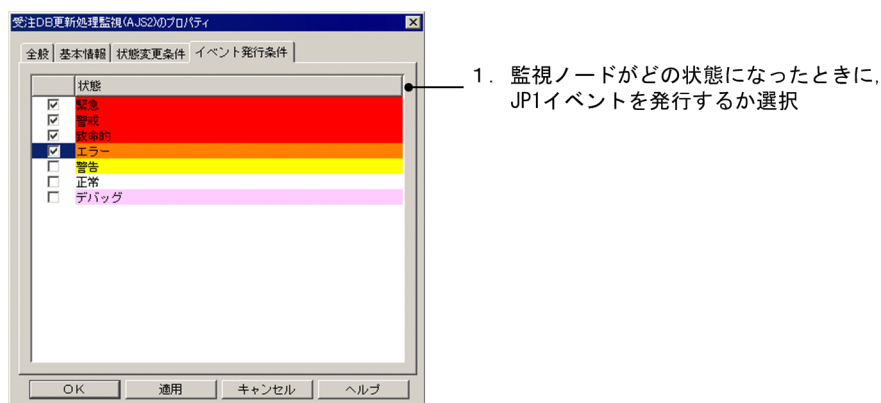 受注DB更新処理監視(AJS2)のプロパティ
全般 基本情報 状態変更条件 イベント発行条件
状態
緊急
警戒
致命的
エラー
警告
正常
デバッグ
OK 適用 キャンセル ヘルプ
1. 監視ノードがどの状態になったときに,
JP1イベントを発行するか選択